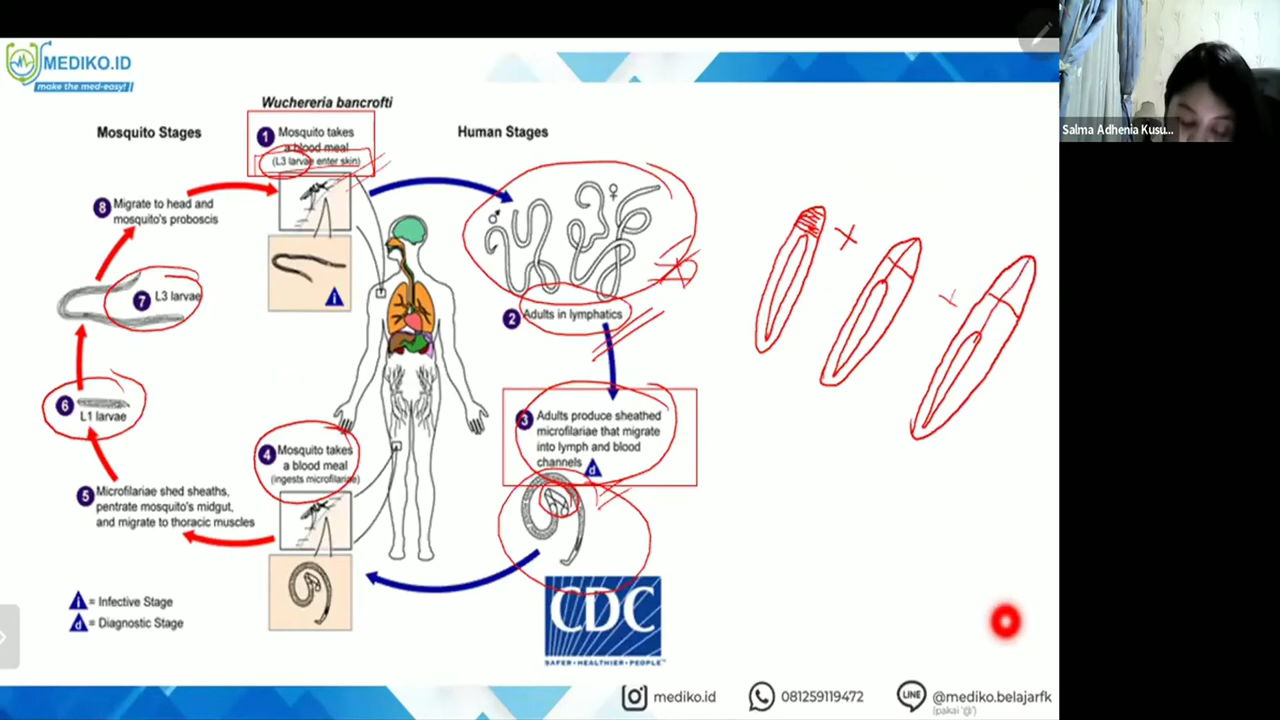 MEDIKO.ID
make the med-easy!
Wuchereria bancrofti
Mosquito Stages
Human Stages
1 Mosquito takes
a blood meal
(L3 larvae enter skin)
8 Migrate to head and
mosquito's proboscis
i
7 L3 larvae
2 Adults in lymphatics
6 L1 larvae
3 Adults produce sheathed
microfilariae that migrate
into lymph and blood
channels d
4 Mosquito takes
a blood meal
(ingests microfilariae)
5 Microfilariae shed sheaths,
pentrate mosquito's midgut,
and migrate to thoracic muscles
i = Infective Stage
d = Diagnostic Stage
CDC
SAFER•HEALTHIER•PEOPLE™
mediko.id
081259119472
LINE
@mediko.belajarfk
(pakai '@')
Salma Adhenia Kusu...